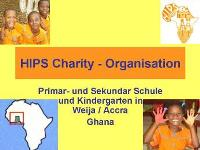 HIPS Charity - Organisation
Primar- und Sekundar Schule
und Kindergarten in
Weija / Accra
Ghana